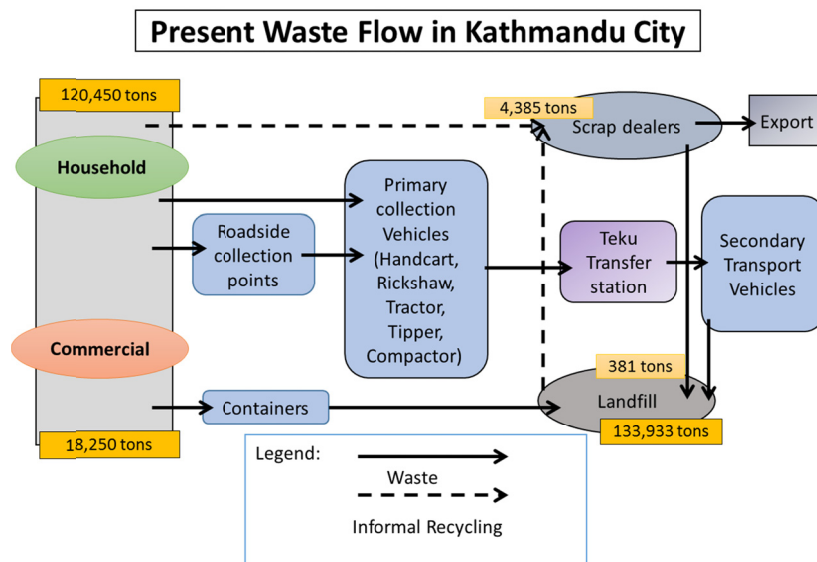 Present Waste Flow in Kathmandu City
120,450 tons
4,385 tons
Scrap dealers
Export
Household
Primary
collection
Vehicles
(Handcart,
Rickshaw,
Tractor,
Tipper,
Compactor)
Roadside
collection
points
Teku
Transfer
station
Secondary
Transport
Vehicles
Commercial
381 tons
Containers
Landfill
133,933 tons
18,250 tons
Legend:
Waste
Informal Recycling